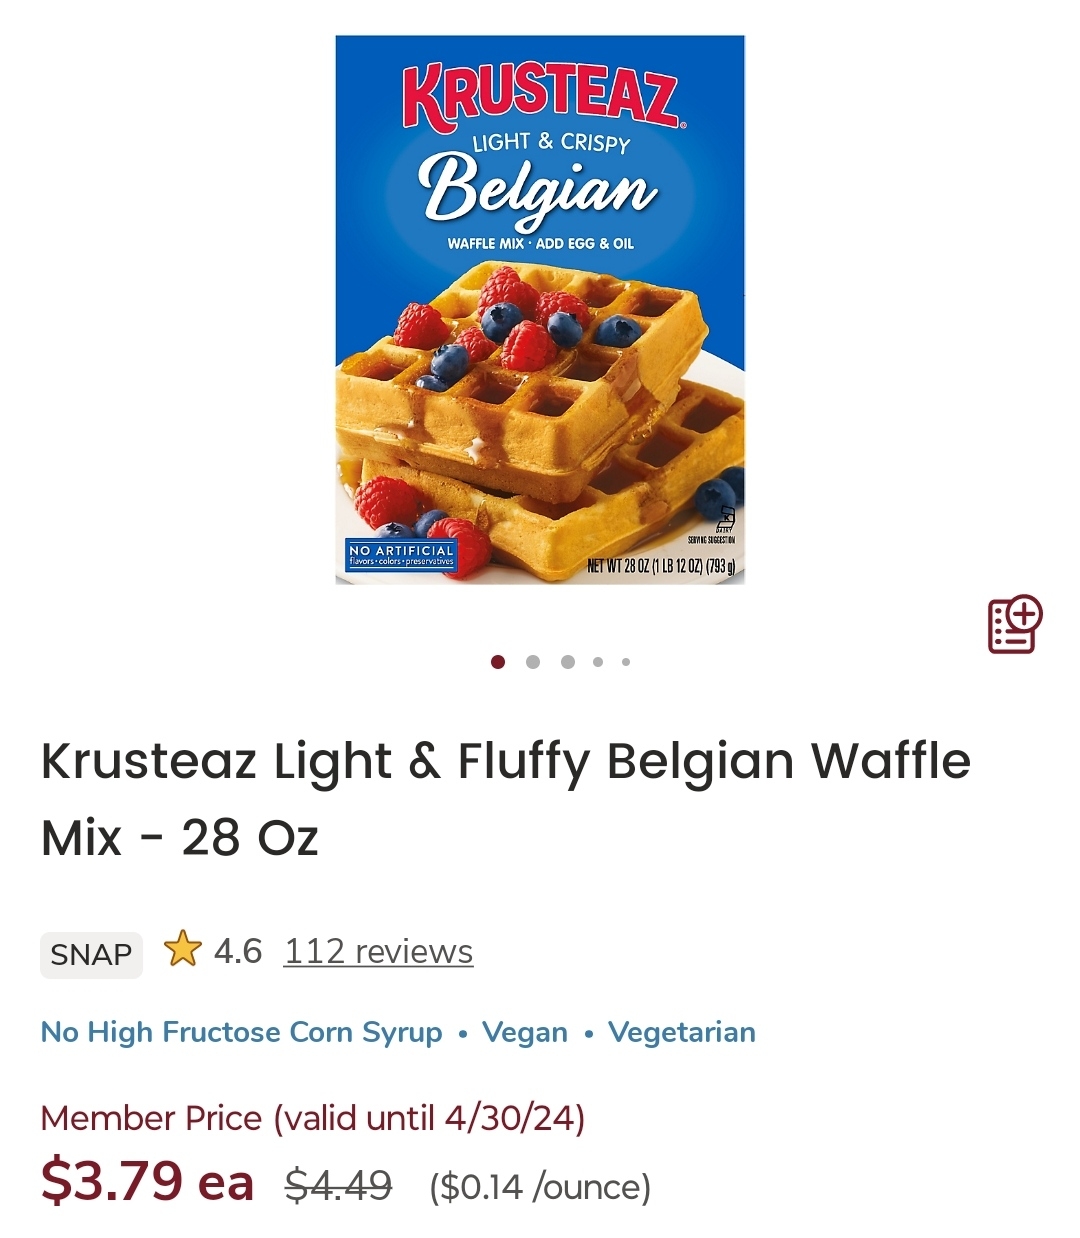 KRUSTEAZ®
LIGHT & CRISPY
Belgian
WAFFLE MIX · ADD EGG & OIL
K
DAIRY
SERVING SUGGESTION
NO ARTIFICIAL
flavors • colors • preservatives
NET WT 28 OZ (1 LB 12 OZ) (793 g)
Krusteaz Light & Fluffy Belgian Waffle
Mix - 28 Oz
SNAP 4.6 112 reviews
No High Fructose Corn Syrup • Vegan • Vegetarian
Member Price (valid until 4/30/24)
$3.79 ea $4.49 ($0.14 /ounce)